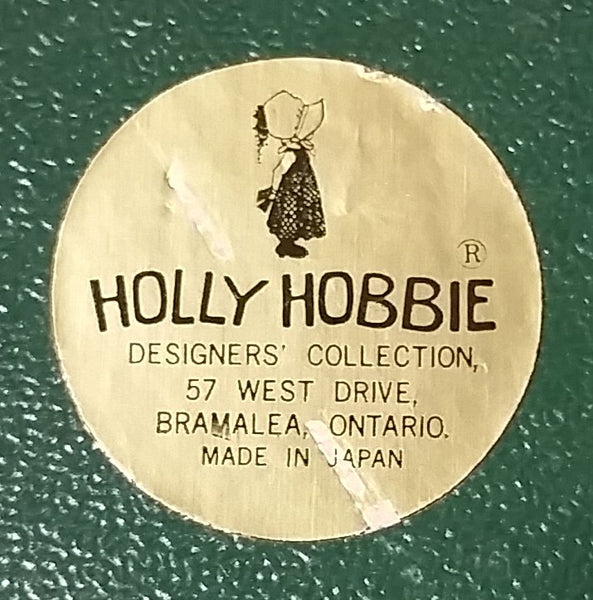 ®
HOLLY HOBBIE
DESIGNERS' COLLECTION,
57 WEST DRIVE,
BRAMALEA, ONTARIO.
MADE IN JAPAN